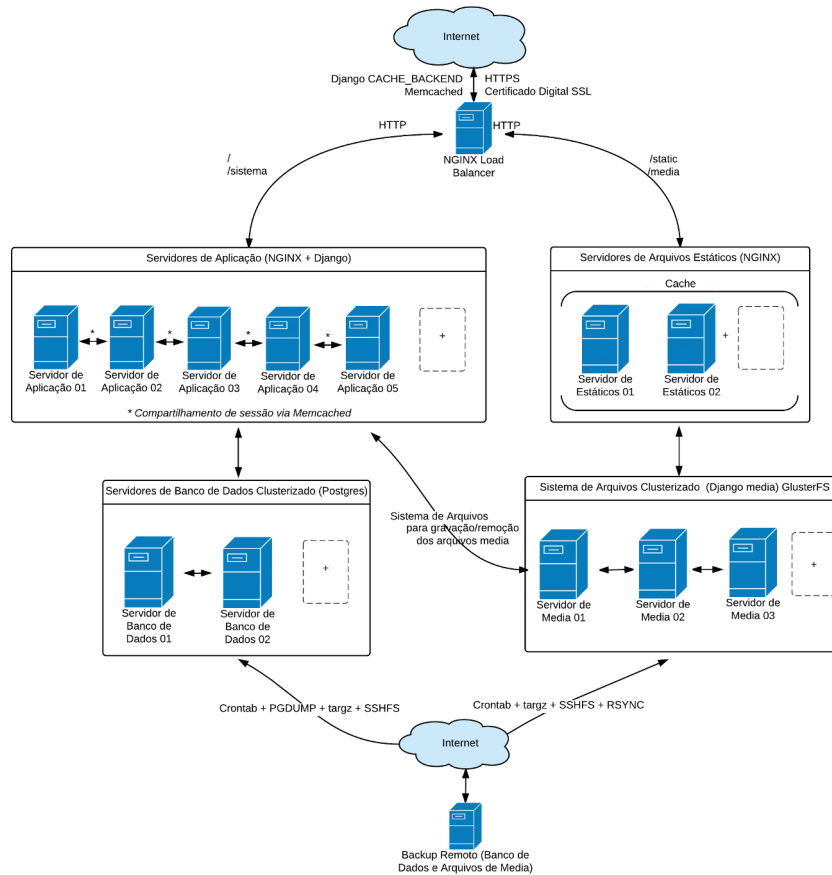 Internet
Django CACHE_BACKEND
Memcached
HTTPS
Certificado Digital SSL
HTTP
HTTP
NGINX Load
Balancer
/
/sistema
/static
/media
Servidores de Aplicação (NGINX + Django)
Servidor de
Aplicação 01
*
Servidor de
Aplicação 02
*
Servidor de
Aplicação 03
*
Servidor de
Aplicação 04
*
Servidor de
Aplicação 05
+
* Compartilhamento de sessão via Memcached
Servidores de Arquivos Estáticos (NGINX)
Cache
Servidor de
Estáticos 01
Servidor de
Estáticos 02
+
Servidores de Banco de Dados Clusterizado (Postgres)
Servidor de
Banco de
Dados 01
Servidor de
Banco de
Dados 02
+
Sistema de Arquivos
para gravação/remoção
dos arquivos media
Sistema de Arquivos Clusterizado (Django media) GlusterFS
Servidor de
Media 01
Servidor de
Media 02
Servidor de
Media 03
+
Crontab + PGDUMP + targz + SSHFS
Crontab + targz + SSHFS + RSYNC
Internet
Backup Remoto (Banco de
Dados e Arquivos de Media)